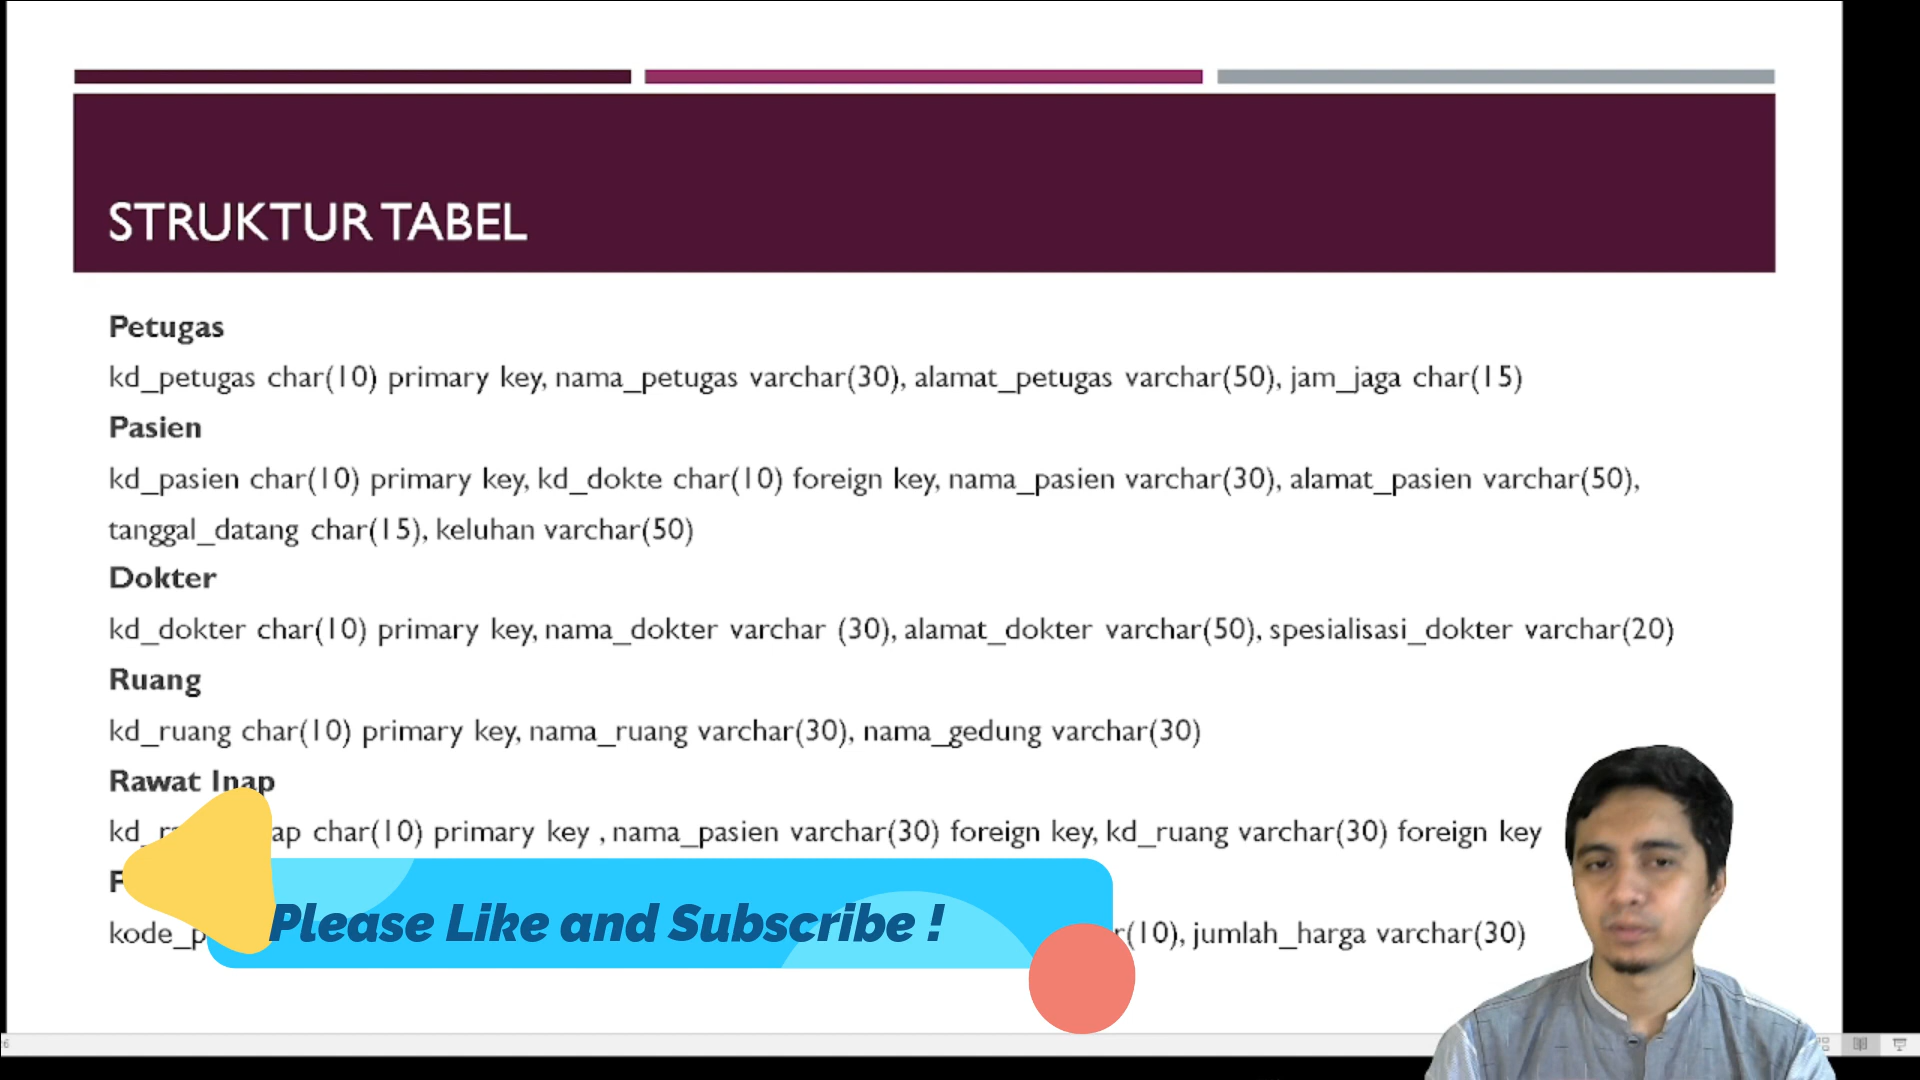 STRUKTUR TABEL
Petugas
kd_petugas char(10) primary key, nama_petugas varchar(30), alamat_petugas varchar(50), jam_jaga char(15)
Pasien
kd_pasien char(10) primary key, kd_dokte char(10) foreign key, nama_pasien varchar(30), alamat_pasien varchar(50),
tanggal_datang char(15), keluhan varchar(50)
Dokter
kd_dokter char(10) primary key, nama_dokter varchar (30), alamat_dokter varchar(50), spesialisasi_dokter varchar(20)
Ruang
kd_ruang char(10) primary key, nama_ruang varchar(30), nama_gedung varchar(30)
Rawat Inap
char(10) primary key , nama_pasien varchar(30) foreign key, kd_ruang varchar(30) foreign key
jumlah_harga varchar(30)
Please Like and Subscribe !